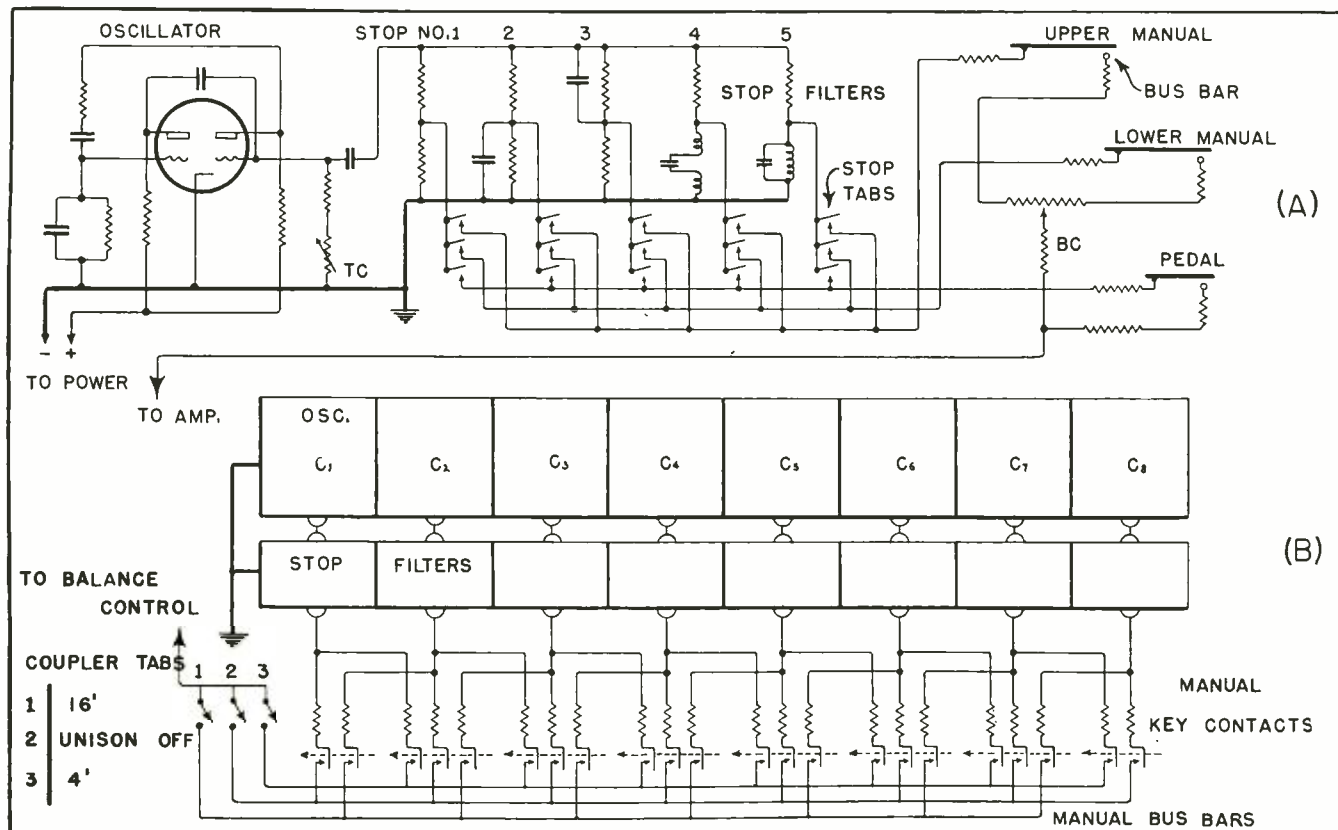 OSCILLATOR STOP NO.1 2 3 4 5 UPPER MANUAL
STOP FILTERS
BUS BAR
LOWER MANUAL
STOP
TABS
(A)
BC
TC
PEDAL
- +
TO POWER
TO AMP.
OSC.
C1 C2 C3 C4 C5 C6 C7 C8
(B)
STOP FILTERS
TO BALANCE
CONTROL
COUPLER TABS 1 2 3
1 16'
2 UNISON OFF
3 4'
MANUAL
KEY CONTACTS
MANUAL BUS BARS